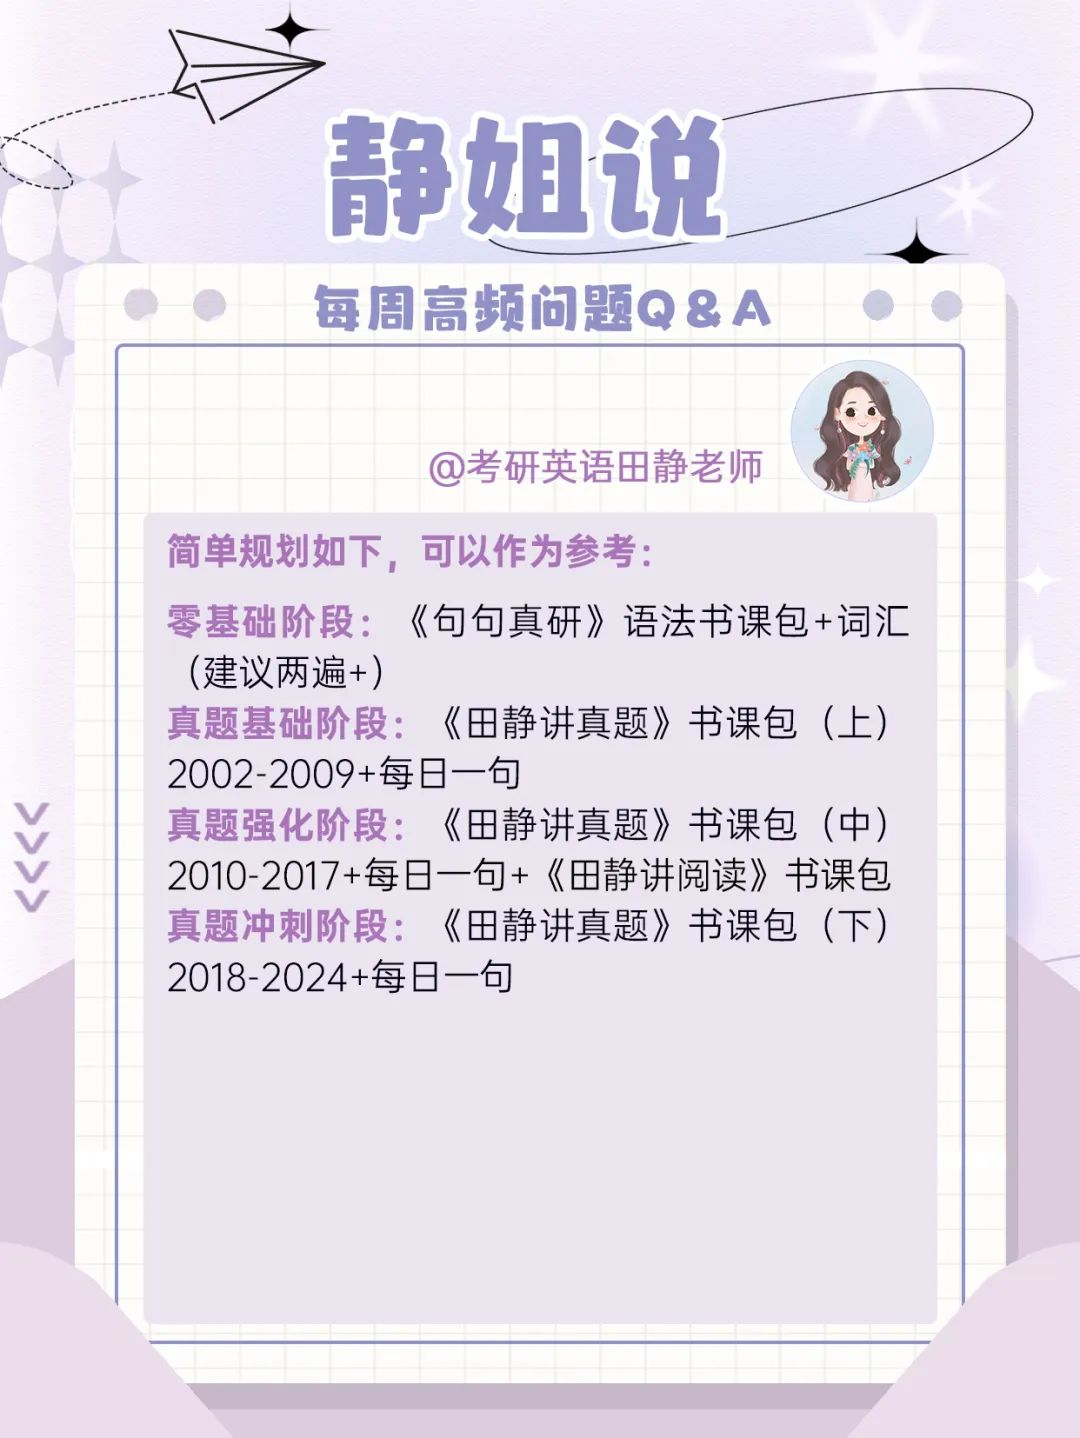 静姐说
每周高频问题Q&A
@考研英语田静老师
简单规划如下，可以作为参考：
零基础阶段：《句句真研》语法书课包+词汇
（建议两遍+）
真题基础阶段：《田静讲真题》书课包（上）
2002-2009+每日一句
真题强化阶段：《田静讲真题》书课包（中）
2010-2017+每日一句+《田静讲阅读》书课包
真题冲刺阶段：《田静讲真题》书课包（下）
2018-2024+每日一句